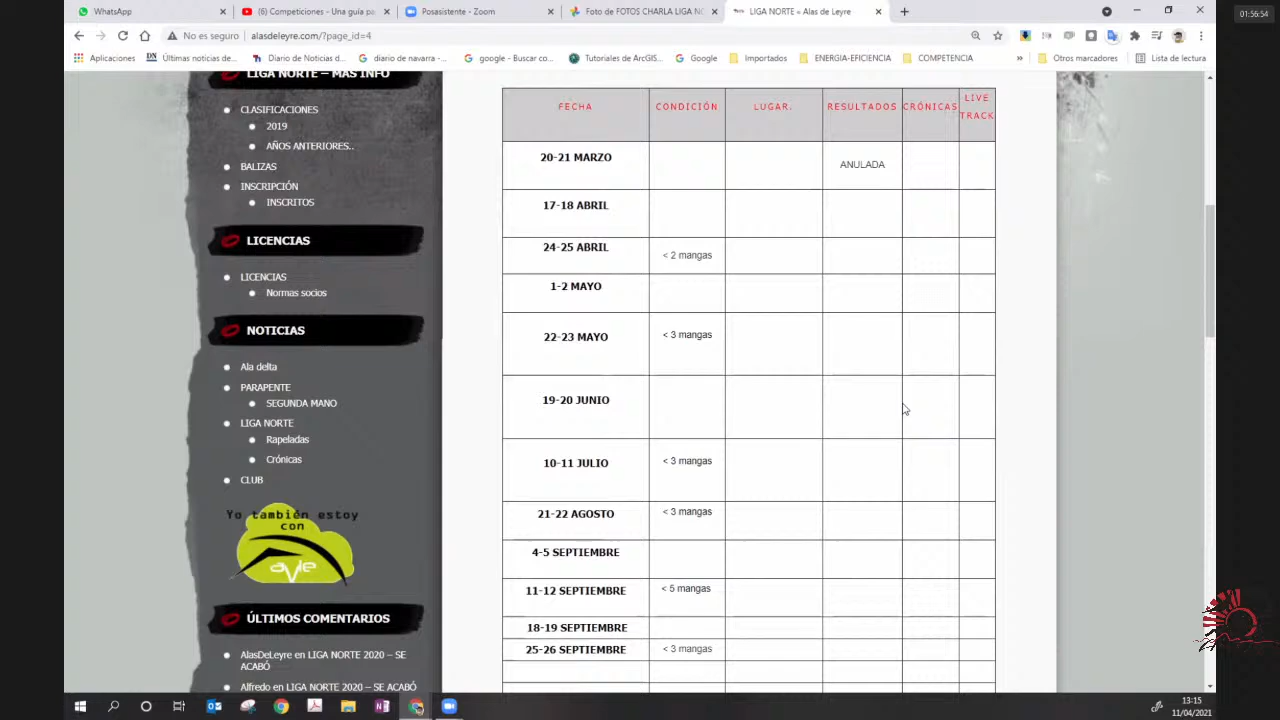 WhatsApp
(6) Competiciones - Una guía pa
Posasistente - Zoom
Foto de FOTOS CHARLA LIGA NO
LIGA NORTE « Alas de Leyre
01:56:54
No es seguro
alasdeleyre.com/?page_id=4
Aplicaciones
Últimas noticias de...
Diario de Noticias d...
diario de navarra -...
google - Buscar co...
Tutoriales de ArcGIS...
Google
Importados
ENERGIA-EFICIENCIA
COMPETENCIA
»
Otros marcadores
Lista de lectura
LIGA NORTE – MAS INFO
CLASIFICACIONES
2019
AÑOS ANTERIORES..
BALIZAS
INSCRIPCIÓN
INSCRITOS
LICENCIAS
LICENCIAS
Normas socios
NOTICIAS
Ala delta
PARAPENTE
SEGUNDA MANO
LIGA NORTE
Rapeladas
Crónicas
CLUB
Yo también estoy
con
avle
ÚLTIMOS COMENTARIOS
AlasDeLeyre en LIGA NORTE 2020 – SE
ACABÓ
Alfredo en LIGA NORTE 2020 – SE ACABÓ
FECHA CONDICIÓN LUGAR. RESULTADOS CRÓNICAS LIVE
TRACK
20-21 MARZO ANULADA
17-18 ABRIL
24-25 ABRIL < 2 mangas
1-2 MAYO
22-23 MAYO < 3 mangas
19-20 JUNIO
10-11 JULIO < 3 mangas
21-22 AGOSTO < 3 mangas
4-5 SEPTIEMBRE
11-12 SEPTIEMBRE < 5 mangas
18-19 SEPTIEMBRE
25-26 SEPTIEMBRE < 3 mangas
13:15
11/04/2021